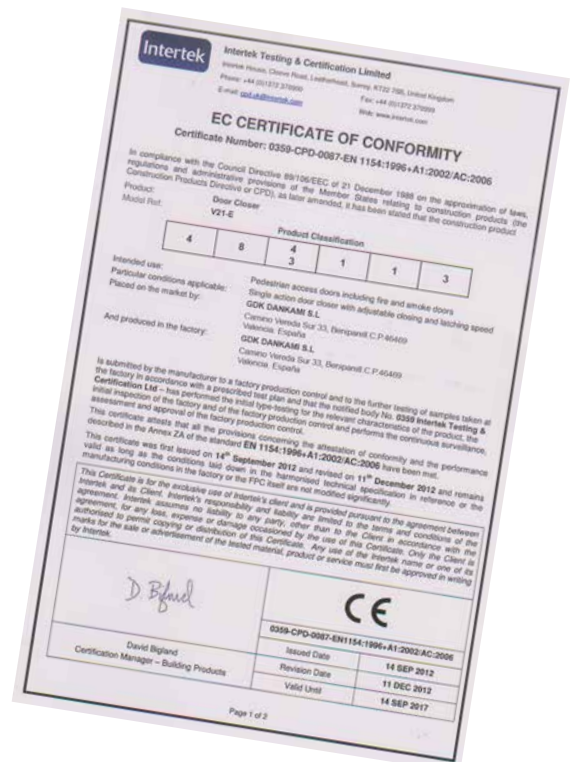 Intertek
Intertek Testing & Certification Limited
Intertek House, Cleeve Road, Leatherhead, Surrey, KT22 7SB, United Kingdom
Phone: +44 (0)1372 370900
Fax: +44 (0)1372 370999
E-mail:
Web: www.intertek.com
EC CERTIFICATE OF CONFORMITY
Certificate Number: 0359-CPD-0087-EN 1154:1996+A1:2002/AC:2006
In compliance with the Council Directive 89/106/EEC of 21 December 1988 on the approximation of laws,
regulations and administrative provisions of the Member States relating to construction products (the
Construction Products Directive or CPD), as later amended, it has been stated that the construction product
Product: Door Closer
Model Ref: V21-E
Product Classification
4 8 4 3 1 1 3
Intended use: Pedestrian access doors including fire and smoke doors
Particular conditions applicable: Single action door closer with adjustable closing and latching speed
Placed on the market by: GDK DANKAMI S.L
Camino Vereda Sur 33, Beniparell C.P.46469
Valencia, España
And produced in the factory: GDK DANKAMI S.L
Camino Vereda Sur 33, Beniparell C.P.46469
Valencia, España
Is submitted by the manufacturer to a factory production control and to the further testing of samples taken at
the factory in accordance with a prescribed test plan and that the notified body No. 0359 Intertek Testing &
Certification Ltd – has performed the initial type-testing for the relevant characteristics of the product, the
initial inspection of the factory and of the factory production control and performs the continuous surveillance,
assessment and approval of the factory production control.
This certificate attests that all the provisions concerning the attestation of conformity and the performance
described in the Annex ZA of the standard EN 1154:1996+A1:2002/AC:2006 have been met.
This certificate was first issued on 14th September 2012 and revised on 11th December 2012 and remains
valid as long as the conditions laid down in the harmonised technical specification in reference or the
manufacturing conditions in the factory or the FPC itself are not modified significantly.
This Certificate is for the exclusive use of Intertek's client and is provided pursuant to the agreement between
Intertek and its Client. Intertek's responsibility and liability are limited to the terms and conditions of the
agreement. Intertek assumes no liability to any party, other than to the Client in accordance with the
agreement, for any loss, expense or damage occasioned by the use of this Certificate. Only the Client is
authorised to permit copying or distribution of this Certificate. Any use of the Intertek name or one of its
marks for the sale or advertisement of the tested material, product or service must first be approved in writing
by Intertek.
CE
0359-CPD-0087-EN1154:1996+A1:2002/AC:2006
David Bigland
Certification Manager – Building Products
Issued Date 14 SEP 2012
Revision Date 11 DEC 2012
Valid Until 14 SEP 2017
Page 1 of 2